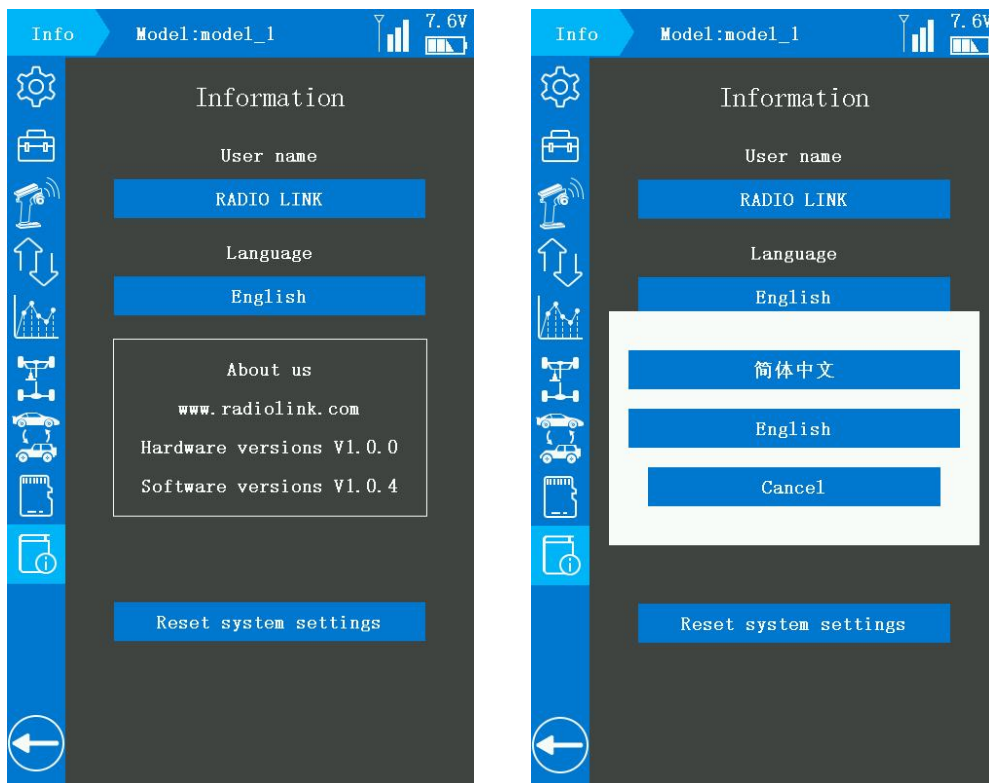 Info
Model:model_1
7.6V
Information
User name
RADIO LINK
Language
English
About us
www.radiolink.com
Hardware versions V1.0.0
Software versions V1.0.4
Reset system settings
Info
Model:model_1
7.6V
Information
User name
RADIO LINK
Language
English
简体中文
English
Cancel
Reset system settings